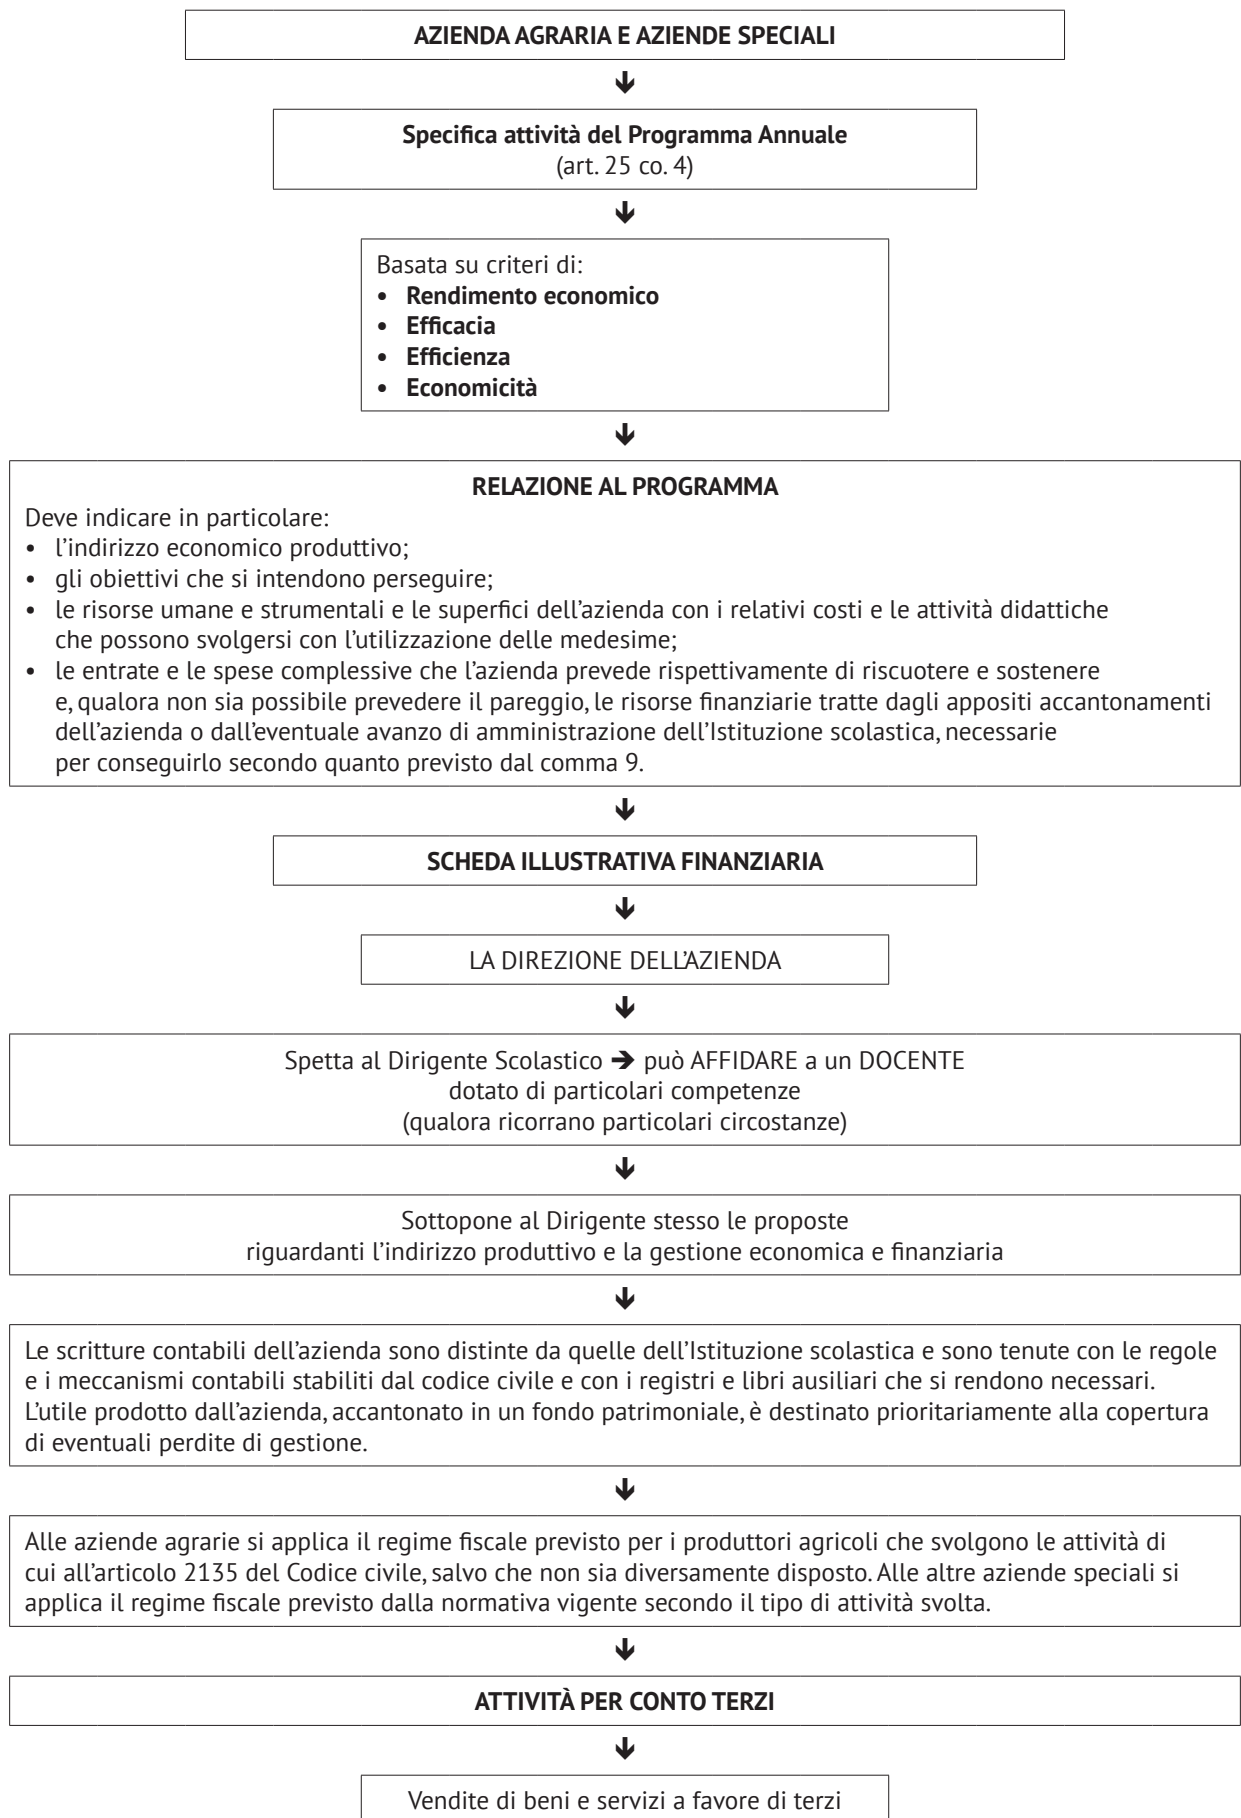 AZIENDA AGRARIA E AZIENDE SPECIALI
Specifica attività del Programma Annuale
(art. 25 co. 4)
Basata su criteri di:
• Rendimento economico
• Efficacia
• Efficienza
• Economicità
RELAZIONE AL PROGRAMMA
Deve indicare in particolare:
• l’indirizzo economico produttivo;
• gli obiettivi che si intendono perseguire;
• le risorse umane e strumentali e le superfici dell’azienda con i relativi costi e le attività didattiche
che possono svolgersi con l’utilizzazione delle medesime;
• le entrate e le spese complessive che l’azienda prevede rispettivamente di riscuotere e sostenere
e, qualora non sia possibile prevedere il pareggio, le risorse finanziarie tratte dagli appositi accantonamenti
dell’azienda o dall’eventuale avanzo di amministrazione dell’Istituzione scolastica, necessarie
per conseguirlo secondo quanto previsto dal comma 9.
SCHEDA ILLUSTRATIVA FINANZIARIA
LA DIREZIONE DELL’AZIENDA
Spetta al Dirigente Scolastico ➔ può AFFIDARE a un DOCENTE
dotato di particolari competenze
(qualora ricorrano particolari circostanze)
Sottopone al Dirigente stesso le proposte
riguardanti l’indirizzo produttivo e la gestione economica e finanziaria
Le scritture contabili dell’azienda sono distinte da quelle dell’Istituzione scolastica e sono tenute con le regole
e i meccanismi contabili stabiliti dal codice civile e con i registri e libri ausiliari che si rendono necessari.
L’utile prodotto dall’azienda, accantonato in un fondo patrimoniale, è destinato prioritariamente alla copertura
di eventuali perdite di gestione.
Alle aziende agrarie si applica il regime fiscale previsto per i produttori agricoli che svolgono le attività di
cui all’articolo 2135 del Codice civile, salvo che non sia diversamente disposto. Alle altre aziende speciali si
applica il regime fiscale previsto dalla normativa vigente secondo il tipo di attività svolta.
ATTIVITÀ PER CONTO TERZI
Vendite di beni e servizi a favore di terzi